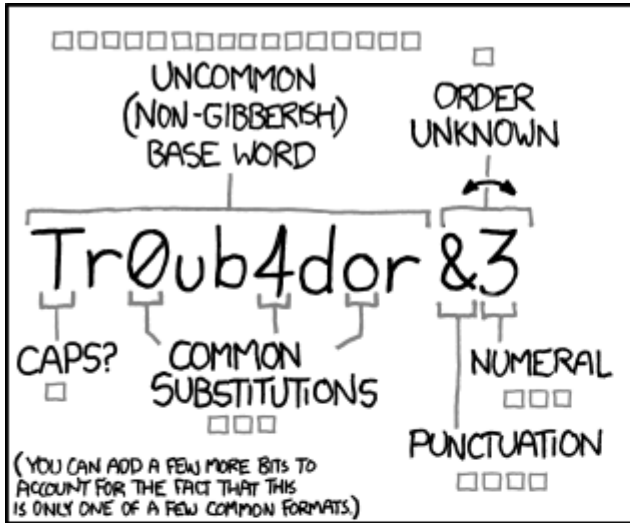 UNCOMMON
(NON-GIBBERISH)
BASE WORD
ORDER
UNKNOWN
Tr0ub4dor &3
CAPS?
COMMON
SUBSTITUTIONS
NUMERAL
PUNCTUATION
(YOU CAN ADD A FEW MORE BITS TO
ACCOUNT FOR THE FACT THAT THIS
IS ONLY ONE OF A FEW COMMON FORMATS.)